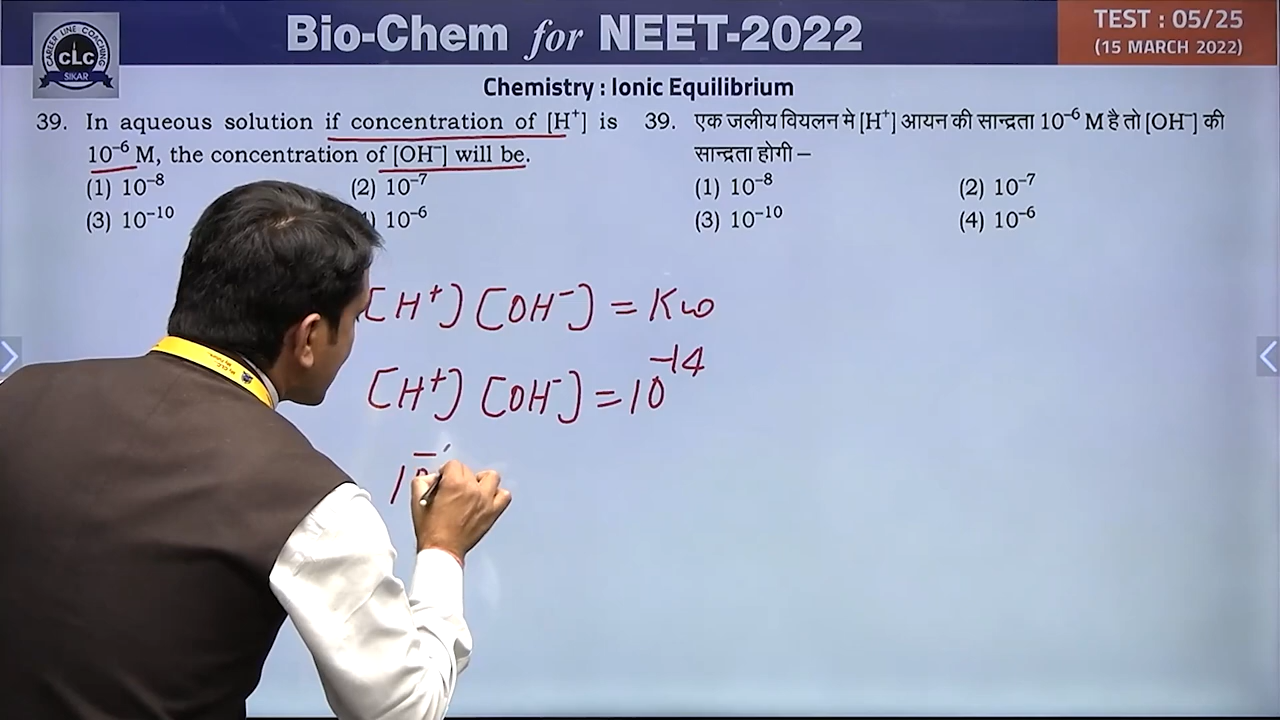 CAREER LINE COACHING
CLC
SIKAR
Bio-Chem for NEET-2022
TEST : 05/25
(15 MARCH 2022)
Chemistry : Ionic Equilibrium
39. In aqueous solution if concentration of [H⁺] is
10⁻⁶ M, the concentration of [OH⁻] will be.
(1) 10⁻⁸ (2) 10⁻⁷
(3) 10⁻¹⁰ ) 10⁻⁶
39. एक जलीय वियलन मे [H⁺] आयन की सान्द्रता 10⁻⁶ M है तो [OH⁻] की
सान्द्रता होगी –
(1) 10⁻⁸ (2) 10⁻⁷
(3) 10⁻¹⁰ (4) 10⁻⁶
[H⁺] [OH⁻] = Kw
[H⁺] [OH⁻] = 10⁻¹⁴